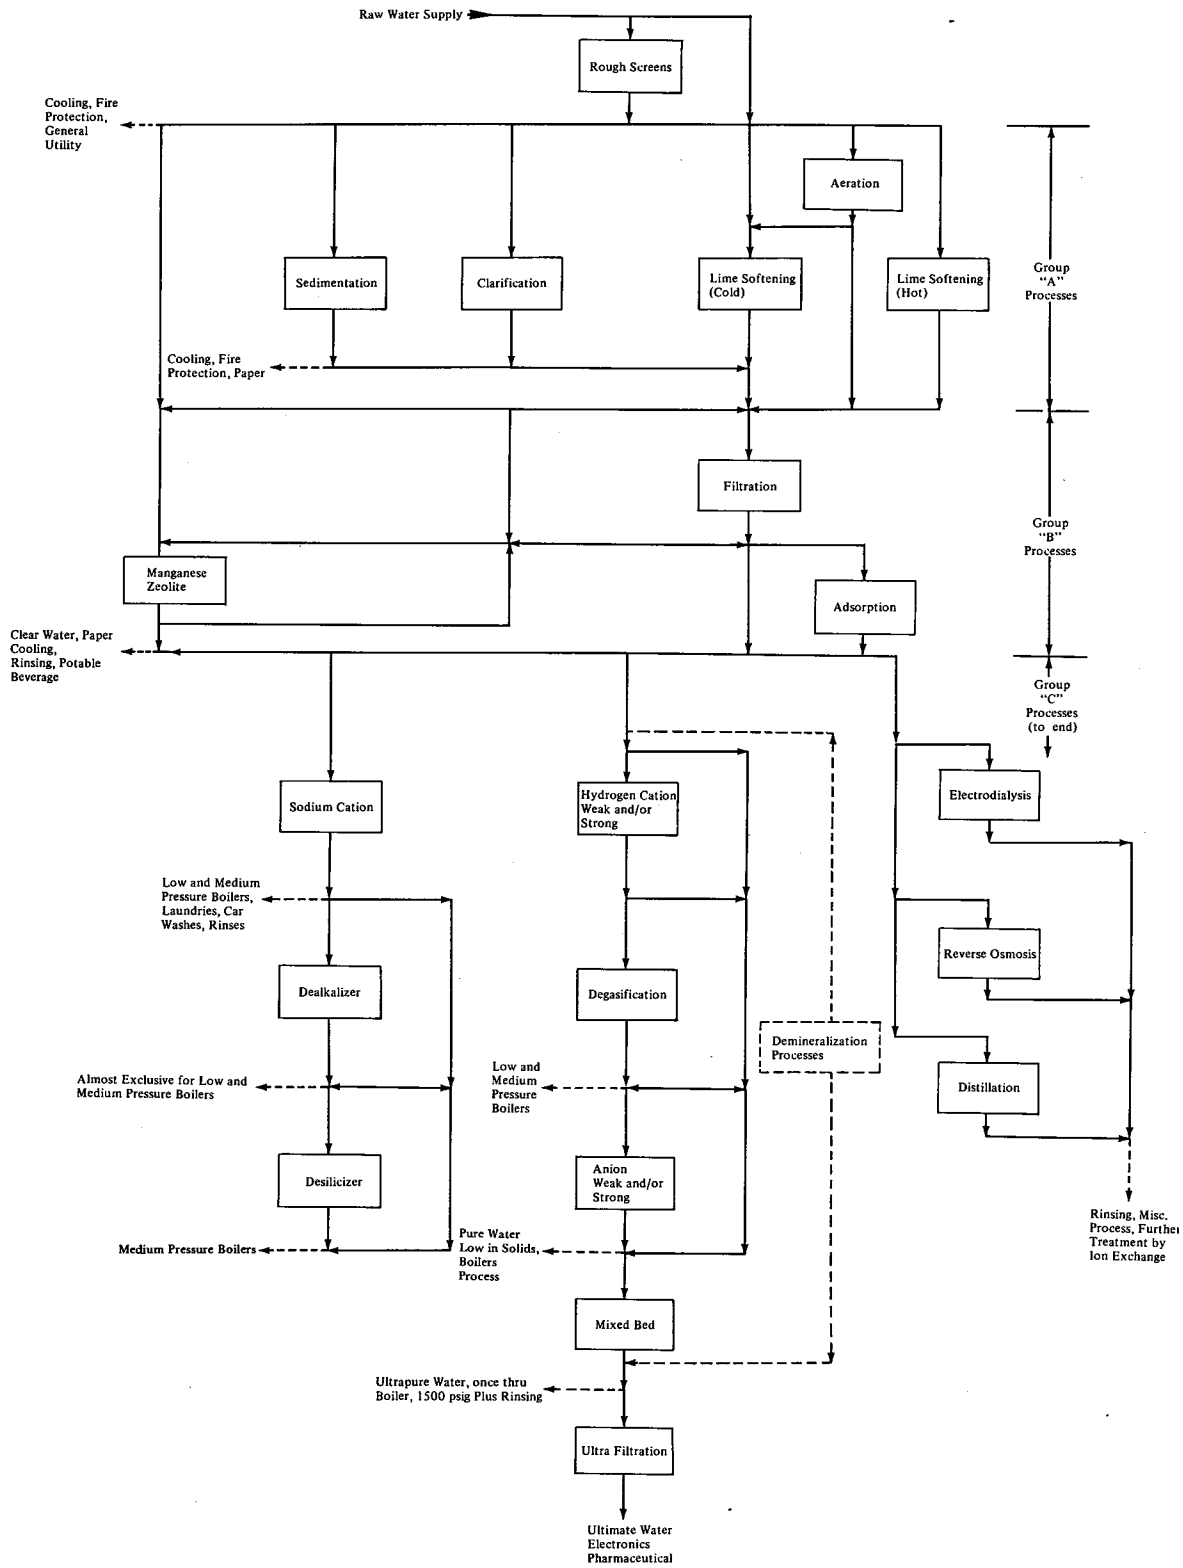 Raw Water Supply
Rough Screens
Cooling, Fire
Protection,
General
Utility
Aeration
Sedimentation
Clarification
Lime Softening
(Cold)
Lime Softening
(Hot)
Group
"A"
Processes
Cooling, Fire
Protection, Paper
Filtration
Group
"B"
Processes
Manganese
Zeolite
Adsorption
Clear Water, Paper
Cooling,
Rinsing, Potable
Beverage
Group
"C"
Processes
(to end)
Sodium Cation
Hydrogen Cation
Weak and/or
Strong
Electrodialysis
Low and Medium
Pressure Boilers,
Laundries, Car
Washes, Rinses
Reverse Osmosis
Dealkalizer
Degasification
Demineralization
Processes
Almost Exclusive for Low and
Medium Pressure Boilers
Low and
Medium
Pressure
Boilers
Distillation
Desilicizer
Anion
Weak and/or
Strong
Rinsing, Misc.
Process, Further
Treatment by
Ion Exchange
Medium Pressure Boilers
Pure Water
Low in Solids,
Boilers
Process
Mixed Bed
Ultrapure Water, once thru
Boiler, 1500 psig Plus Rinsing
Ultra Filtration
Ultimate Water
Electronics
Pharmaceutical